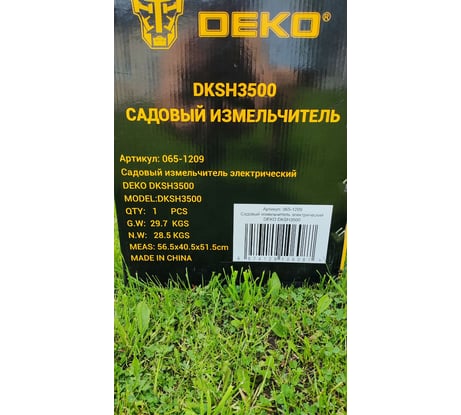 DEKO®
DKSH3500
САДОВЫЙ ИЗМЕЛЬЧИТЕЛЬ
Артикул: 065-1209
Садовый измельчитель электрический
DEKO DKSH3500
MODEL:DKSH3500
QTY: 1 PCS
G.W: 29.7 KGS
N.W: 28.5 KGS
MEAS: 56.5x40.5x51.5cm
MADE IN CHINA
Артикул: 065-1209
Садовый измельчитель электрический
DEKO DKSH3500